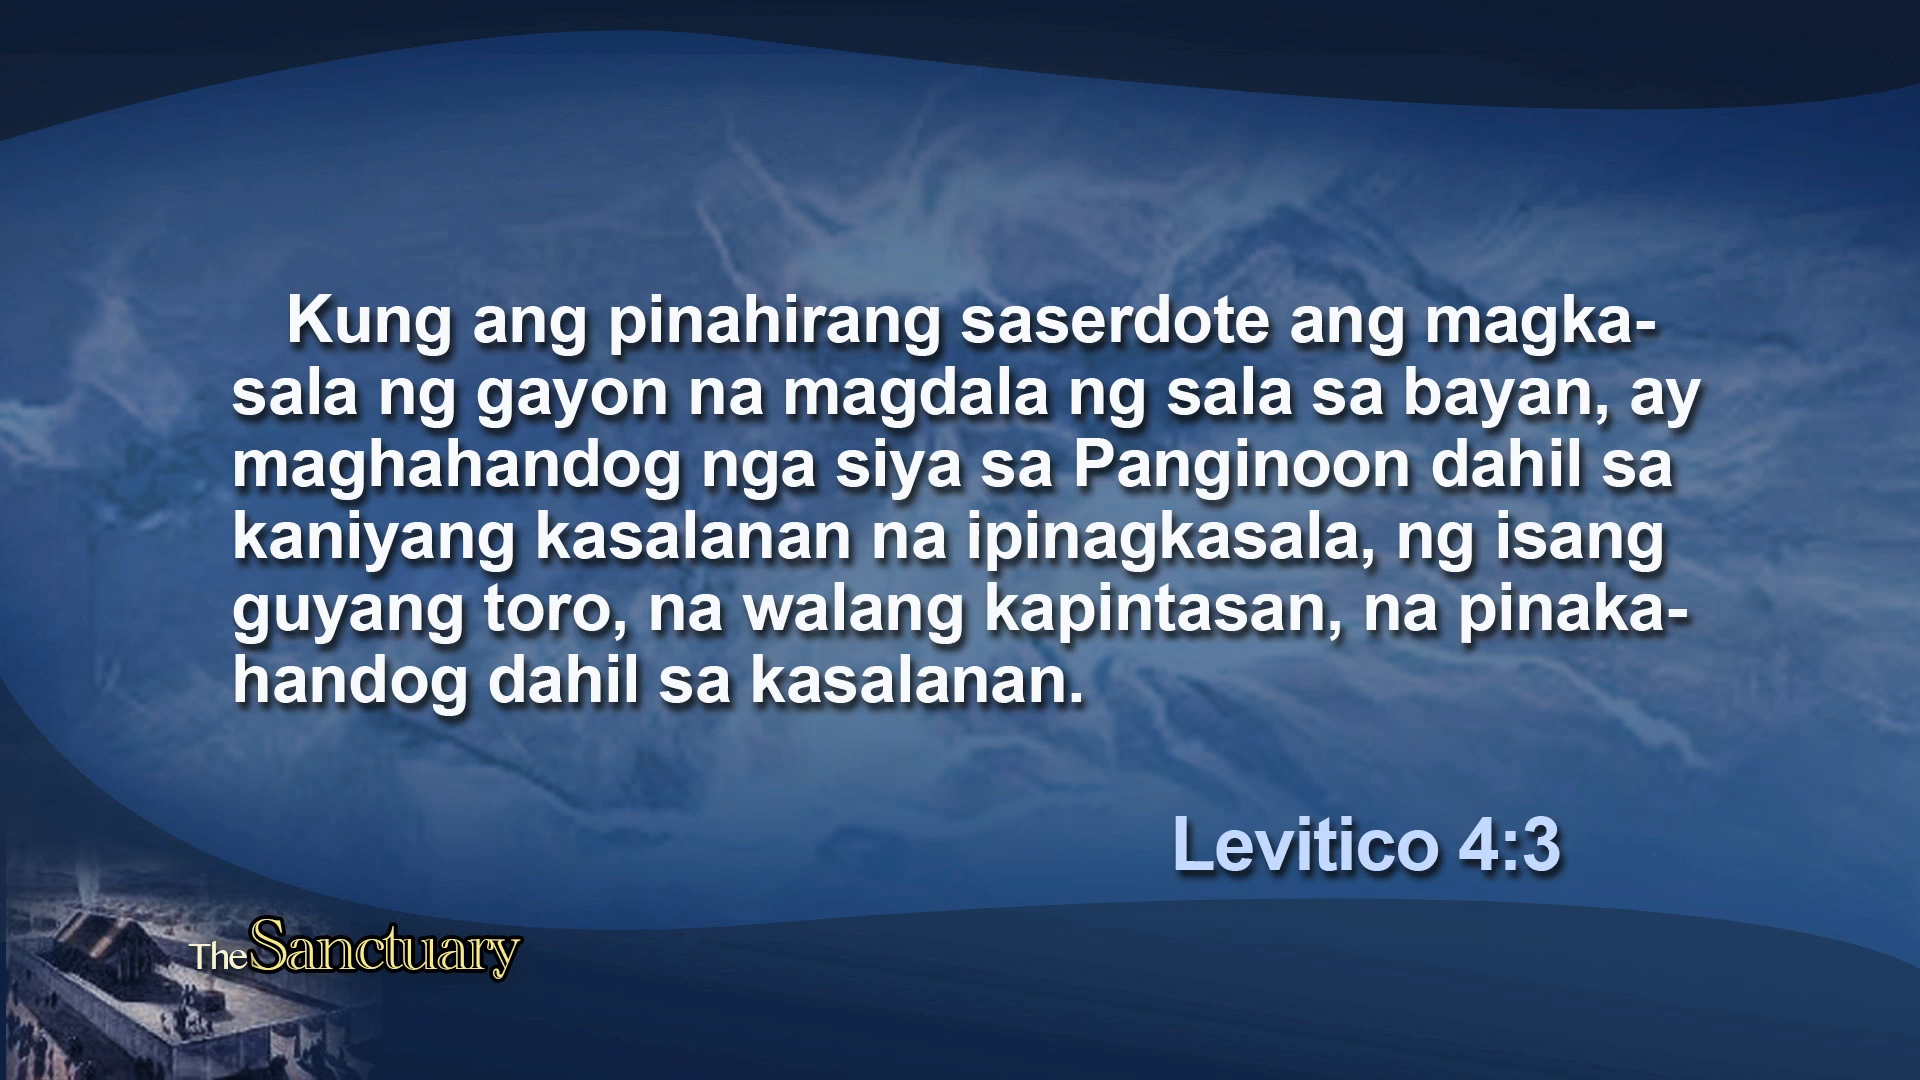 Kung ang pinahirang saserdote ang magka-
sala ng gayon na magdala ng sala sa bayan, ay
maghahandog nga siya sa Panginoon dahil sa
kaniyang kasalanan na ipinagkasala, ng isang
guyang toro, na walang kapintasan, na pinaka-
handog dahil sa kasalanan.
Levitico 4:3
The Sanctuary